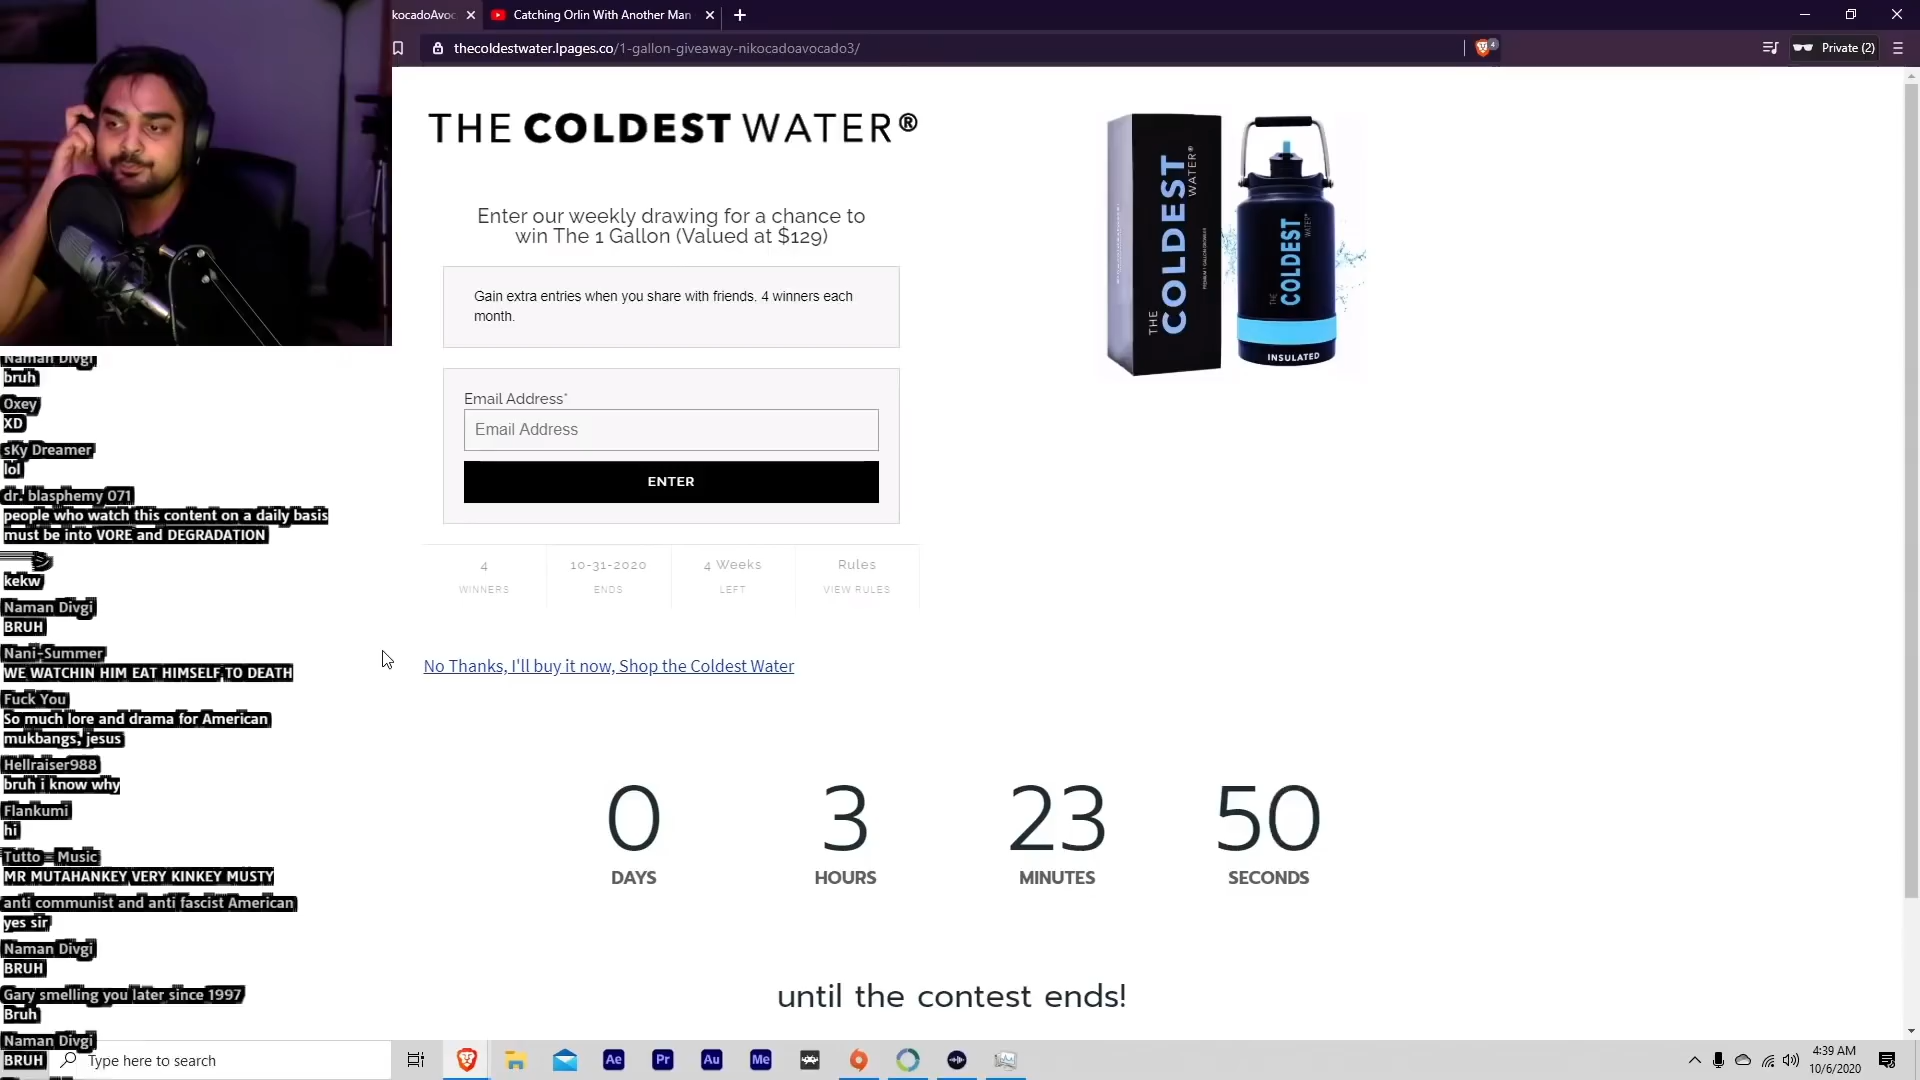 kocadoAvoc
Catching Orlin With Another Man
thecoldestwater.lpages.co/1-gallon-giveaway-nikocadoavocado3/
4
Private (2)
THE COLDEST WATER®
Enter our weekly drawing for a chance to
win The 1 Gallon (Valued at $129)
Gain extra entries when you share with friends. 4 winners each
month.
Email Address*
Email Address
ENTER
4
WINNERS
10-31-2020
ENDS
4 Weeks
LEFT
Rules
VIEW RULES
No Thanks, I'll buy it now, Shop the Coldest Water
THE COLDEST WATER®
THE COLDEST WATER®
INSULATED
0
DAYS
3
HOURS
23
MINUTES
50
SECONDS
until the contest ends!
Naman Divgi
bruh
Oxey
XD
sKy Dreamer
lol
dr. blasphemy 071
people who watch this content on a daily basis
must be into VORE and DEGRADATION
kekw
Naman Divgi
BRUH
Nani-Summer
WE WATCHIN HIM EAT HIMSELF TO DEATH
Fuck You
So much lore and drama for American
mukbangs, jesus
Hellraiser988
bruh i know why
Flankumi
hi
Tutto - Music
MR MUTAHANKEY VERY KINKEY MUSTY
anti communist and anti fascist American
yes sir
Naman Divgi
BRUH
Gary smelling you later since 1997
Bruh
Naman Divgi
BRUH
Type here to search
Ae
Pr
Au
Me
4:39 AM
10/6/2020